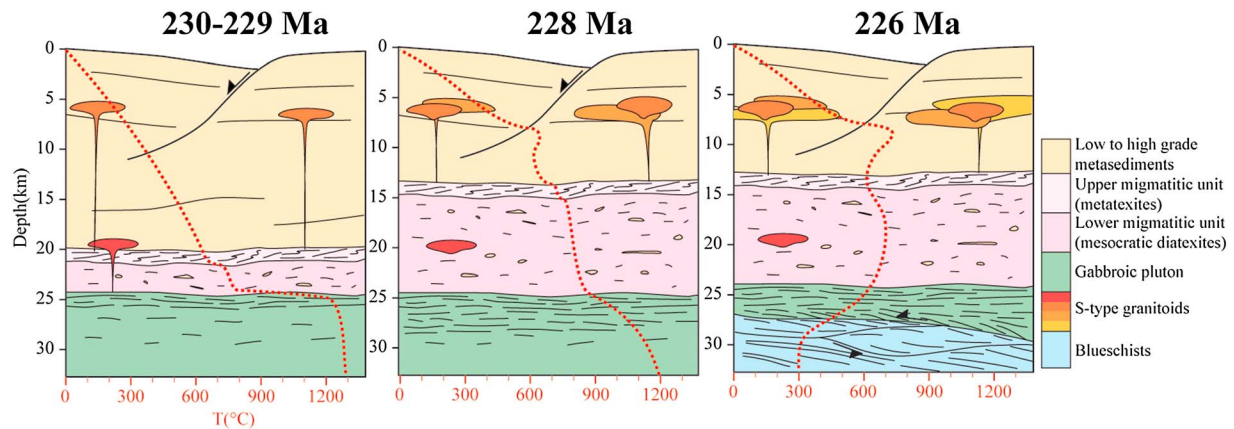 230-229 Ma
228 Ma
226 Ma
0
5
10
15
20
25
30
Depth(km)
0
300
600
900
1200
T(°C)
0
5
10
15
20
25
30
0
300
600
900
1200
0
5
10
15
20
25
30
0
300
600
900
1200
Low to high grade
metasediments
Upper migmatitic unit
(metatexites)
Lower migmatitic unit
(mesocratic diatexites)
Gabbroic pluton
S-type granitoids
Blueschists